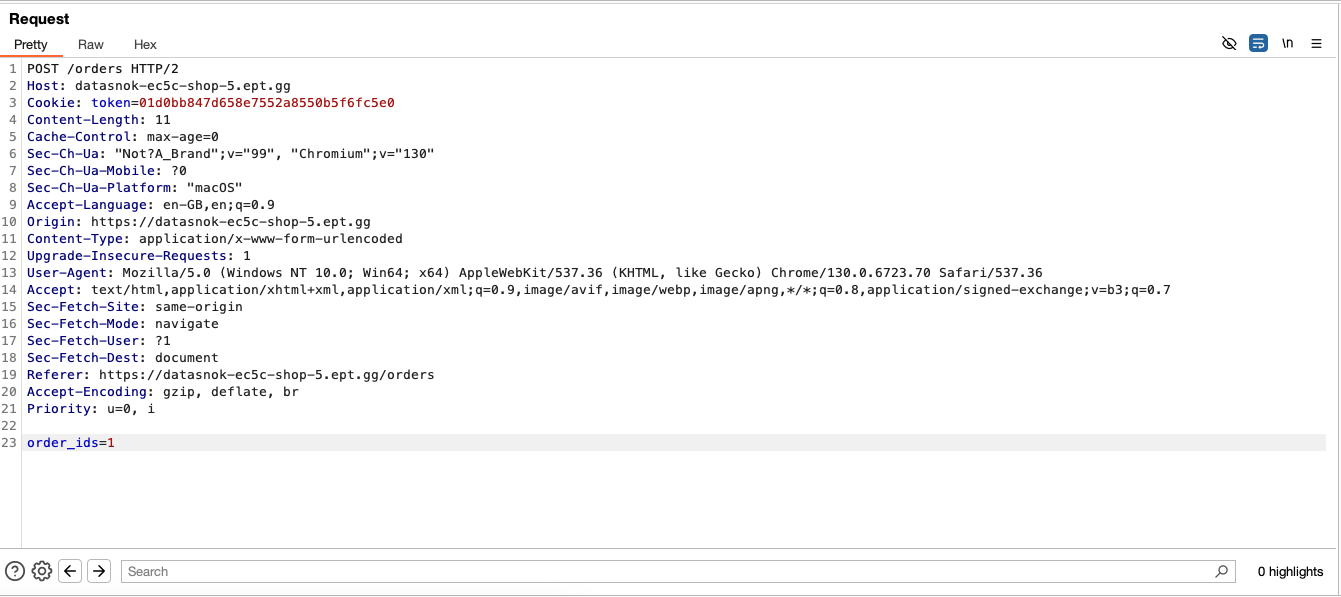 Request
Pretty Raw Hex \n
1 POST /orders HTTP/2
2 Host: datasnok-ec5c-shop-5.ept.gg
3 Cookie: token=01d0bb847d658e7552a8550b5f6fc5e0
4 Content-Length: 11
5 Cache-Control: max-age=0
6 Sec-Ch-Ua: "Not?A_Brand";v="99", "Chromium";v="130"
7 Sec-Ch-Ua-Mobile: ?0
8 Sec-Ch-Ua-Platform: "macOS"
9 Accept-Language: en-GB,en;q=0.9
10 Origin: https://datasnok-ec5c-shop-5.ept.gg
11 Content-Type: application/x-www-form-urlencoded
12 Upgrade-Insecure-Requests: 1
13 User-Agent: Mozilla/5.0 (Windows NT 10.0; Win64; x64) AppleWebKit/537.36 (KHTML, like Gecko) Chrome/130.0.6723.70 Safari/537.36
14 Accept: text/html,application/xhtml+xml,application/xml;q=0.9,image/avif,image/webp,image/apng,*/*;q=0.8,application/signed-exchange;v=b3;q=0.7
15 Sec-Fetch-Site: same-origin
16 Sec-Fetch-Mode: navigate
17 Sec-Fetch-User: ?1
18 Sec-Fetch-Dest: document
19 Referer: https://datasnok-ec5c-shop-5.ept.gg/orders
20 Accept-Encoding: gzip, deflate, br
21 Priority: u=0, i
22
23 order_ids=1
Search 0 highlights